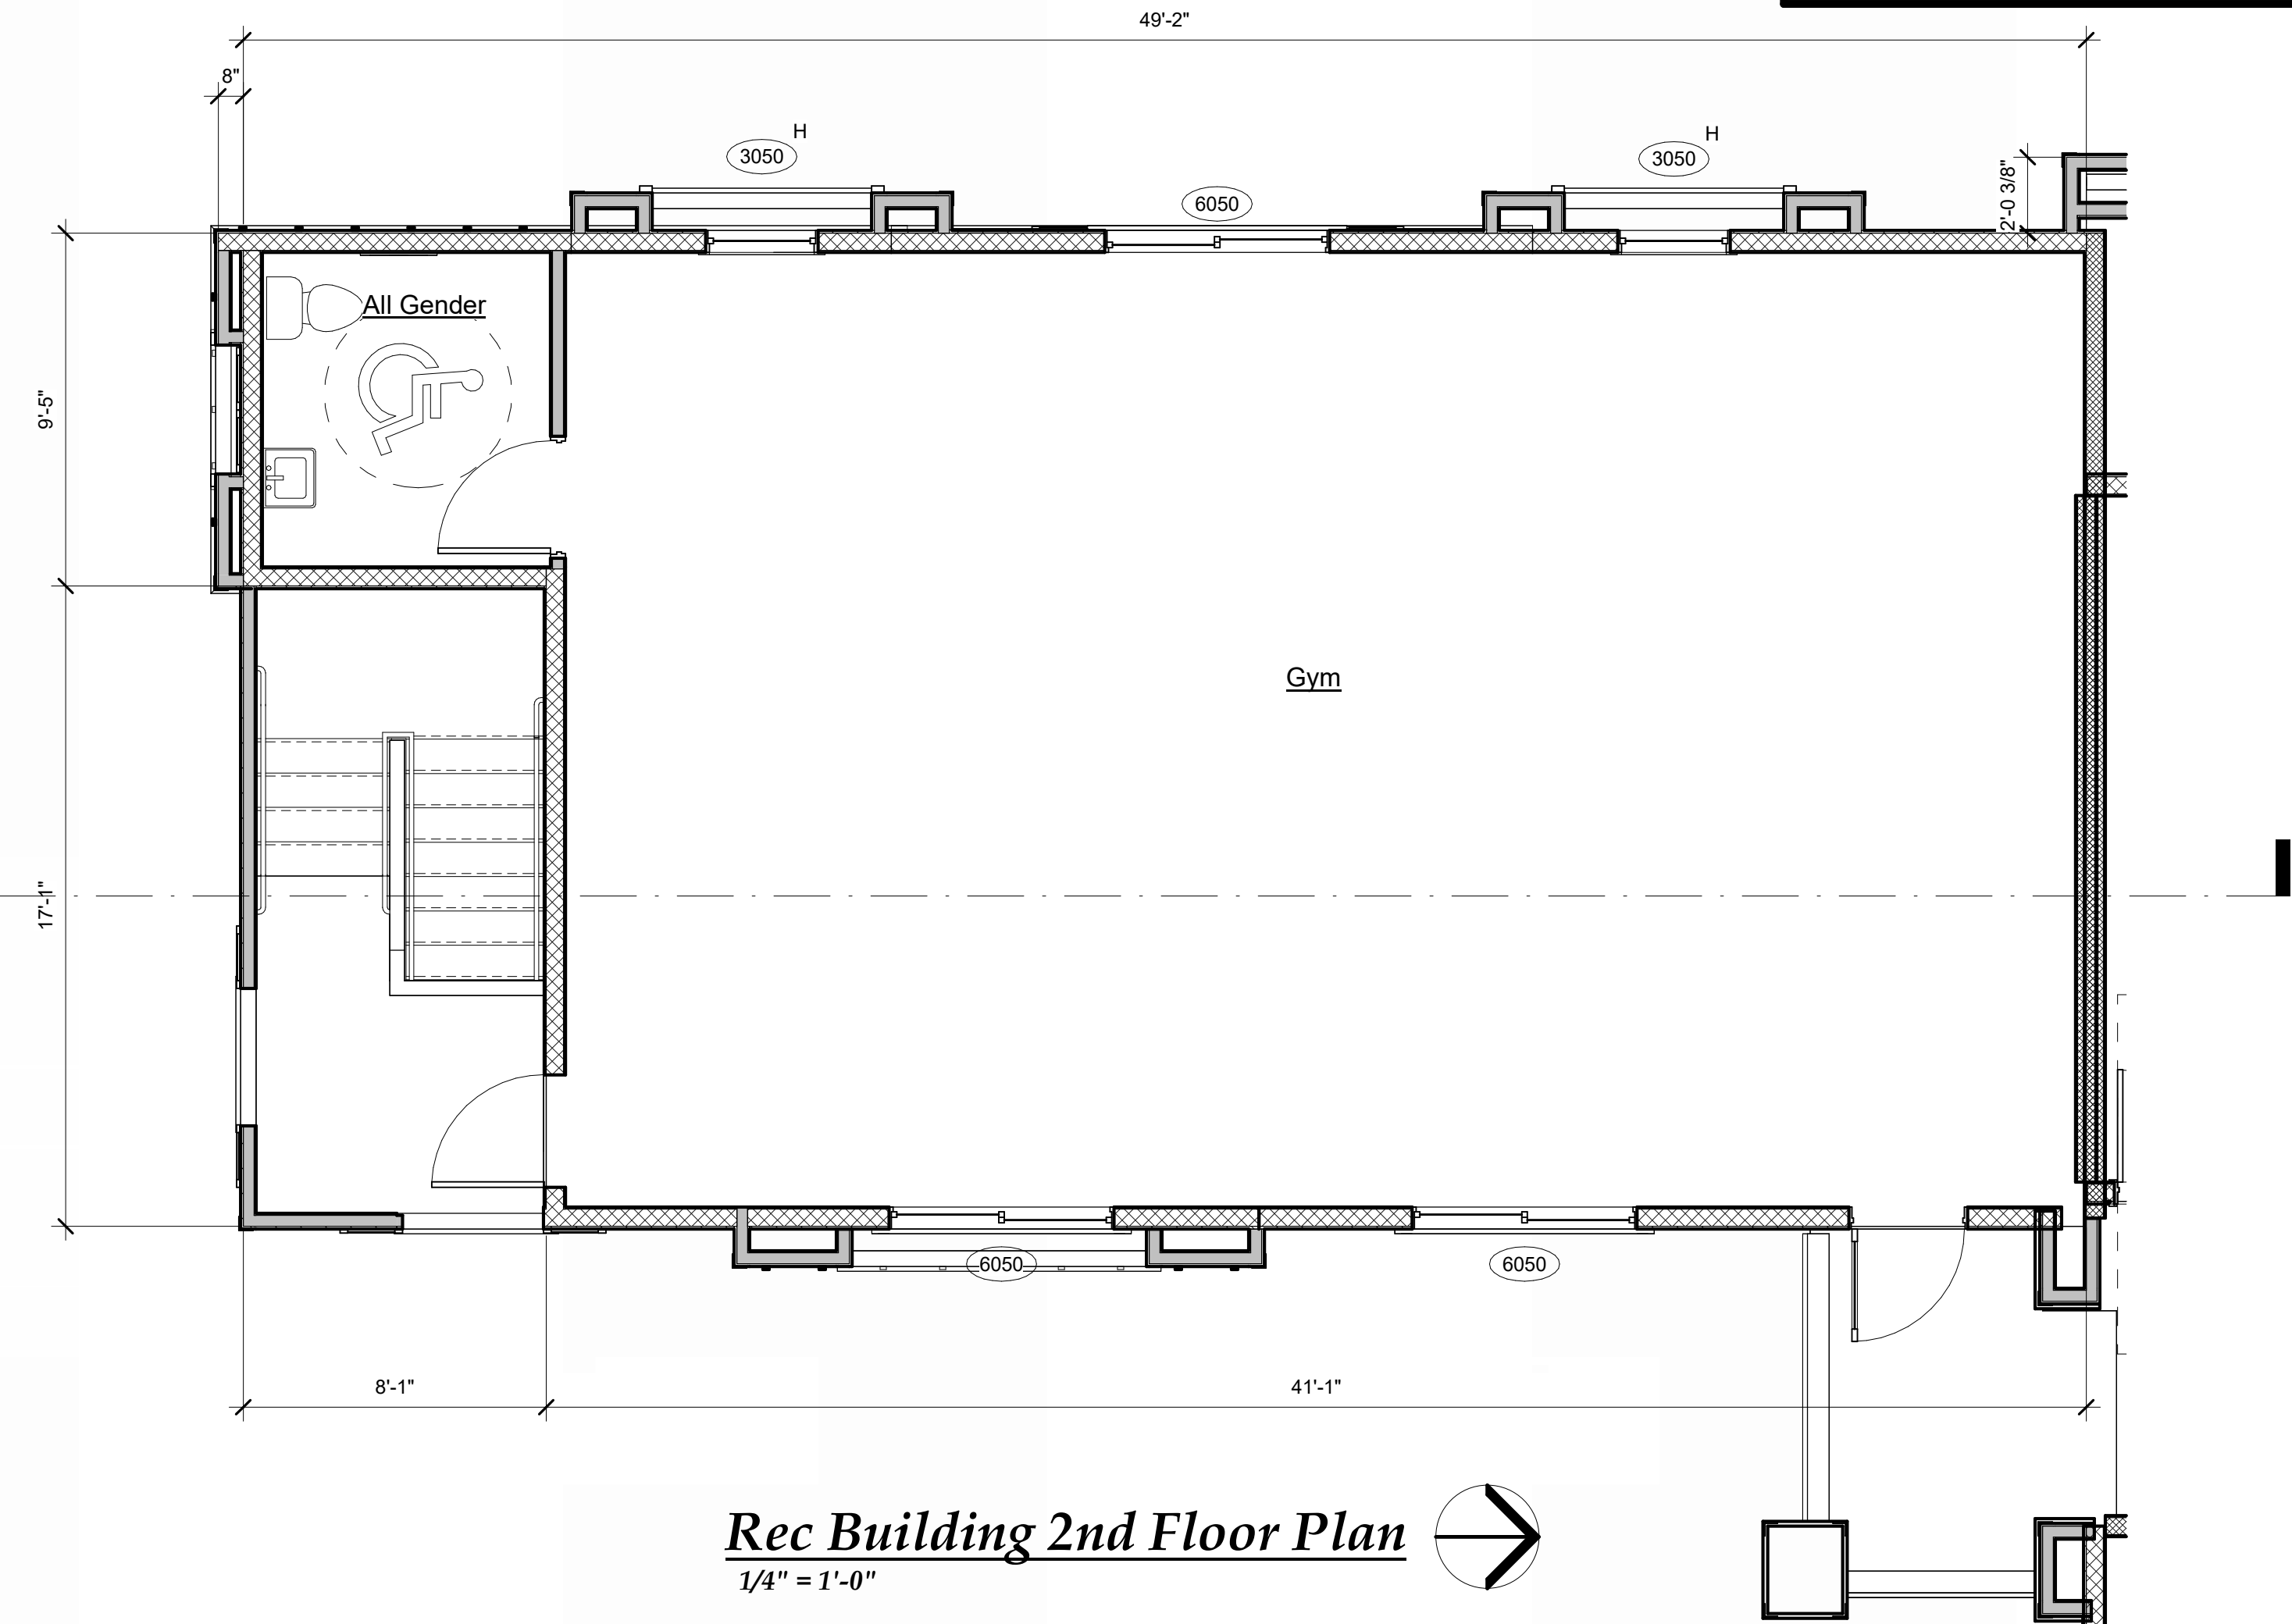 49'-2"
8"
H
3050
H
3050
6050
2'-0 3/8"
All Gender
9'-5"
Gym
17'-1"
6050
6050
8'-1"
41'-1"
Rec Building 2nd Floor Plan
1/4" = 1'-0"